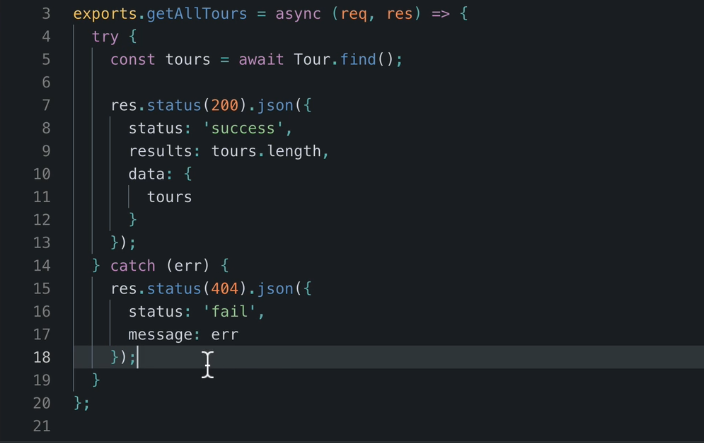 3 exports.getAllTours = async (req, res) => {
4   try {
5     const tours = await Tour.find();
6
7     res.status(200).json({
8       status: 'success',
9       results: tours.length,
10       data: {
11         tours
12       }
13     });
14   } catch (err) {
15     res.status(404).json({
16       status: 'fail',
17       message: err
18     });
19   }
20 };
21